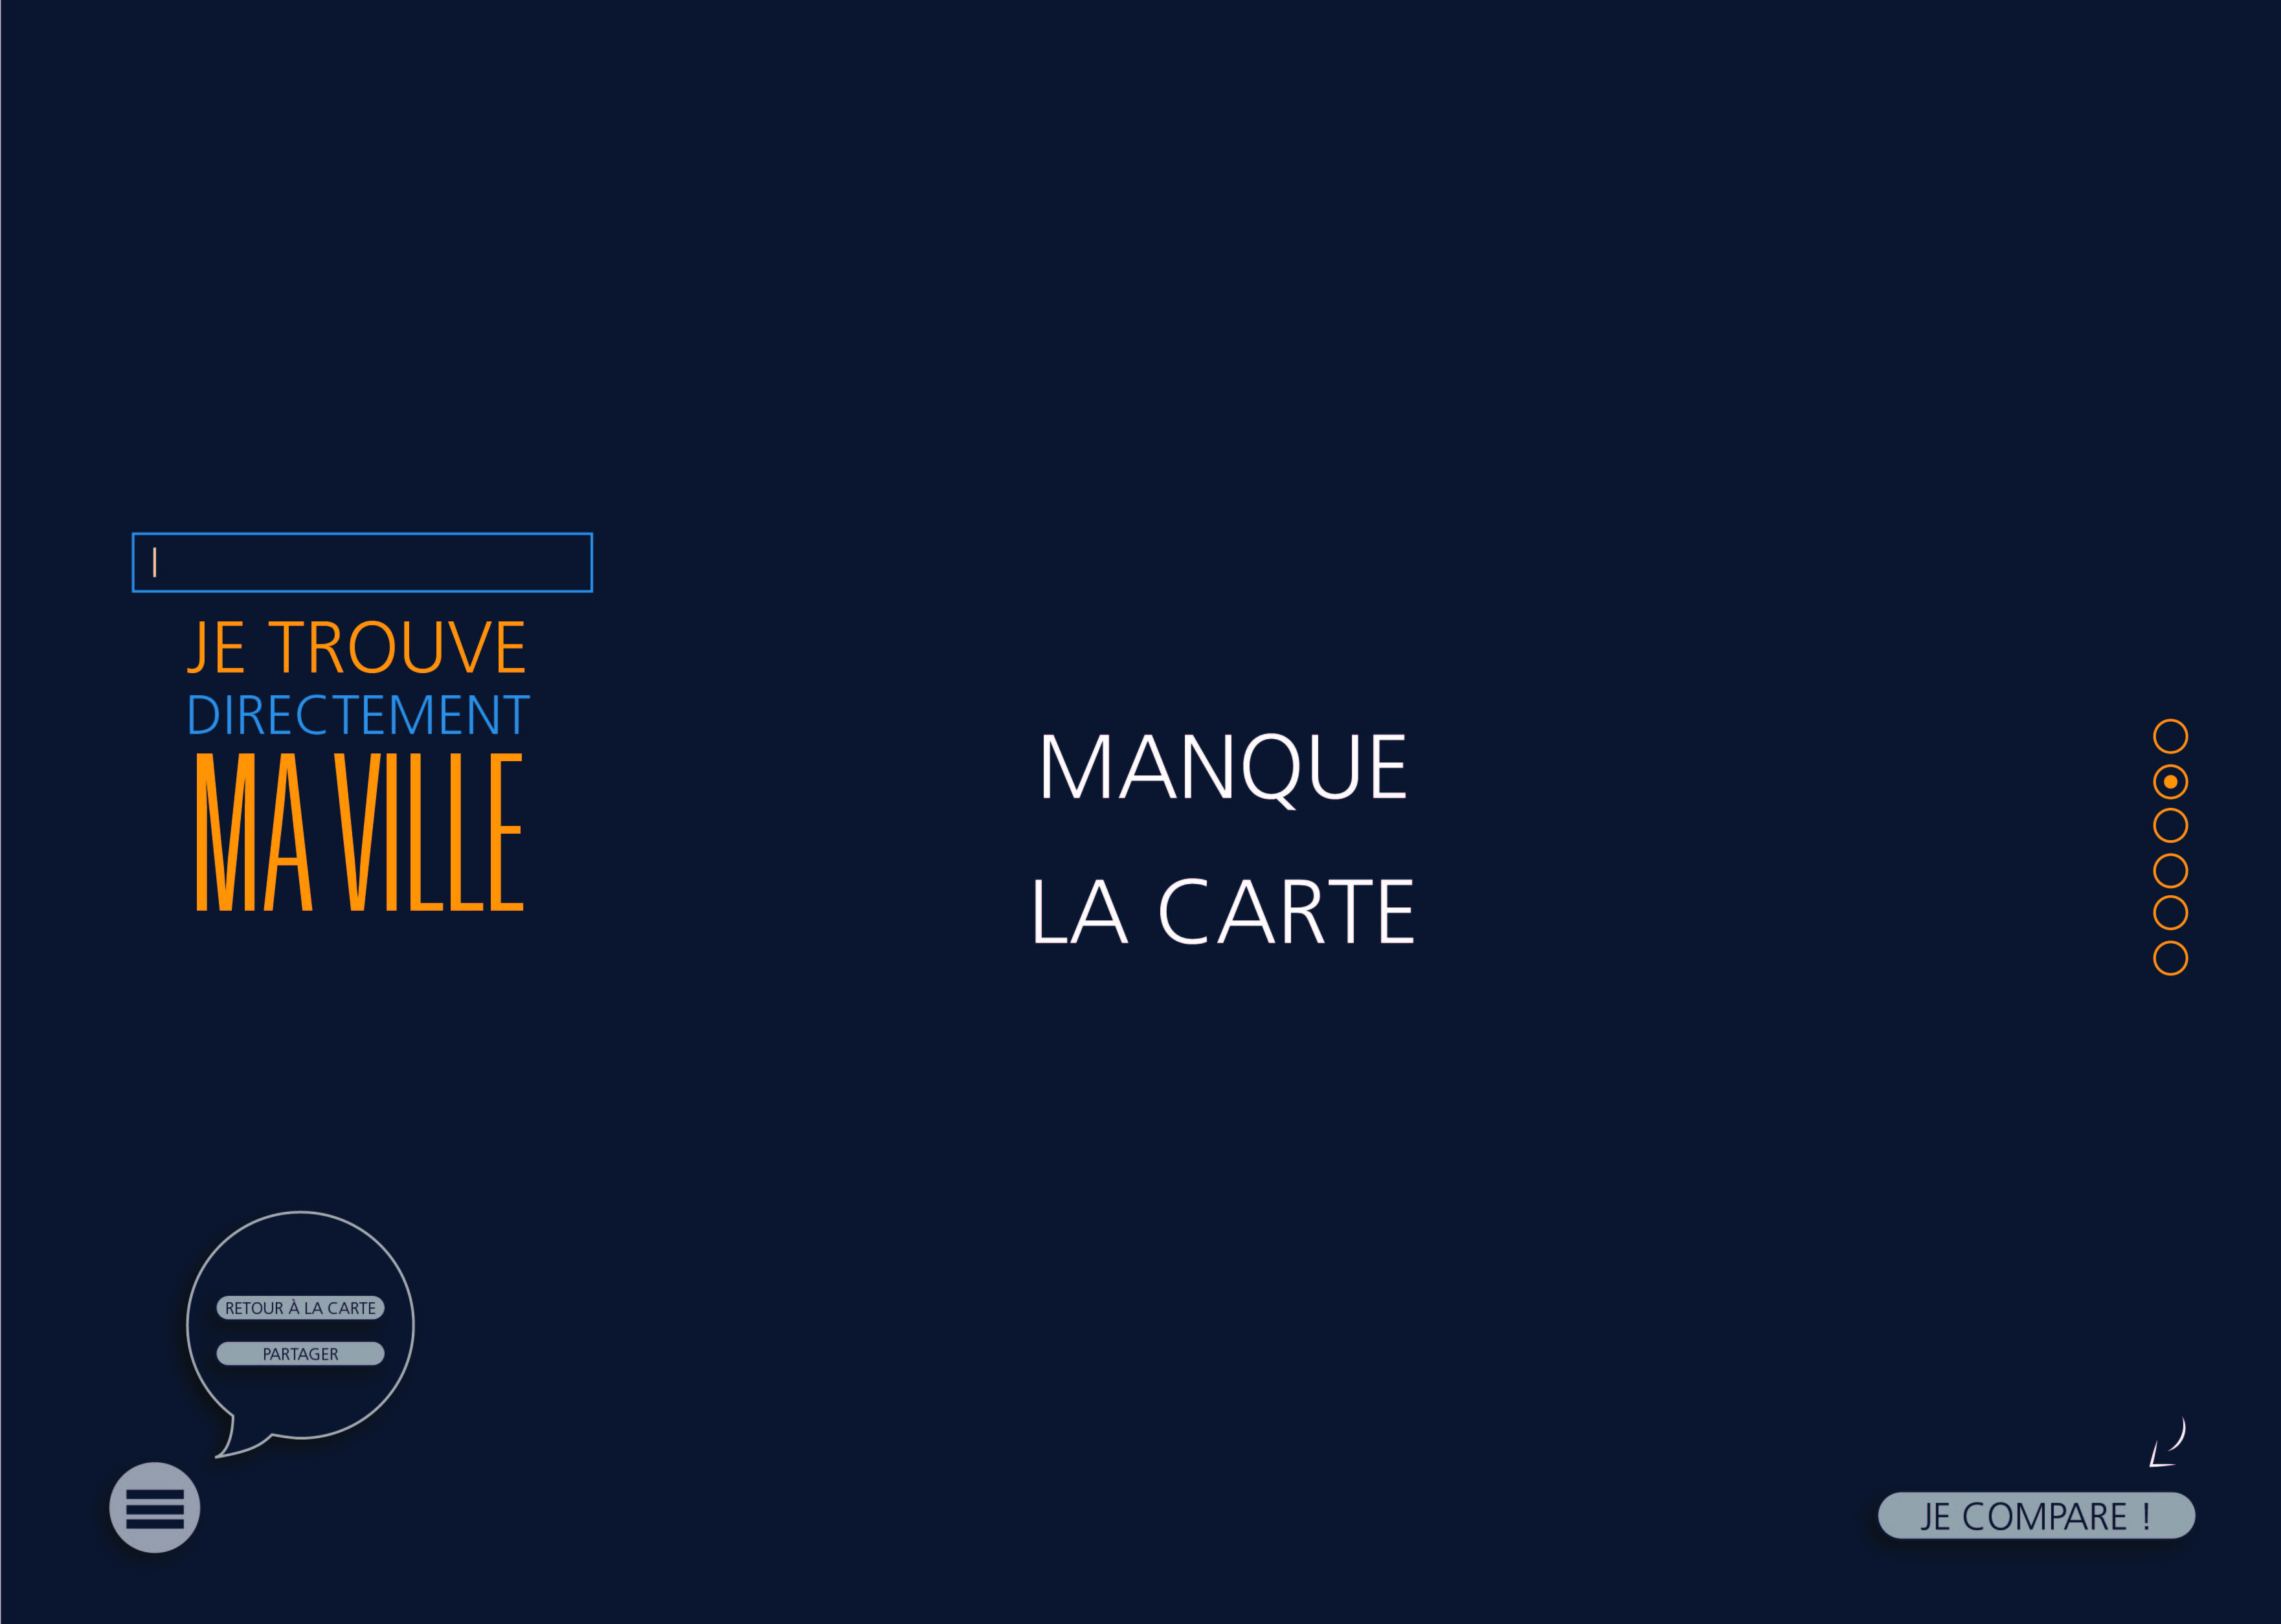 JE TROUVE
DIRECTEMENT
MA VILLE
MANQUE
LA CARTE
RETOUR À LA CARTE
PARTAGER
JE COMPARE !